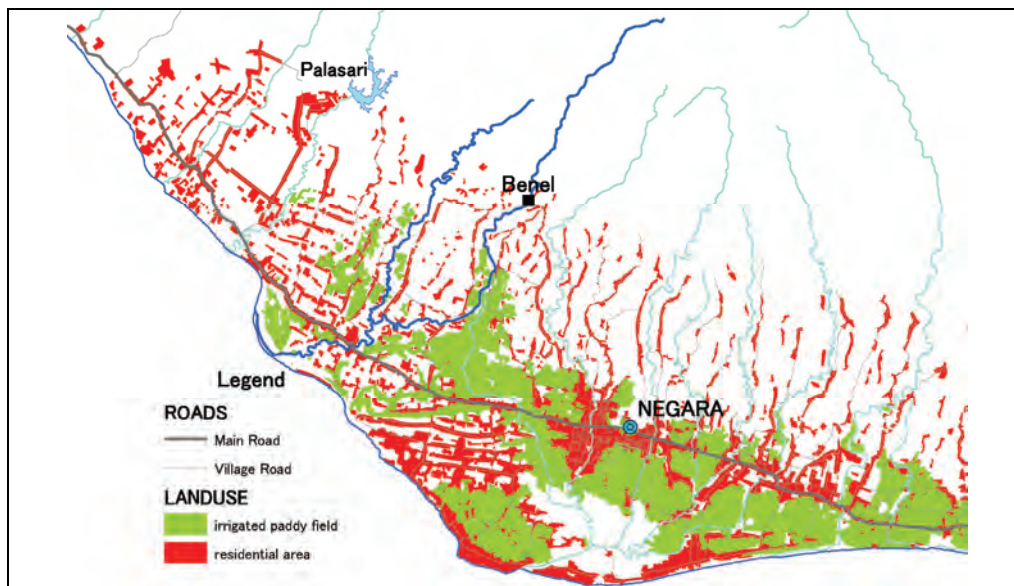 Palasari
Benel
NEGARA
Legend
ROADS
Main Road
Village Road
LANDUSE
irrigated paddy field
residential area